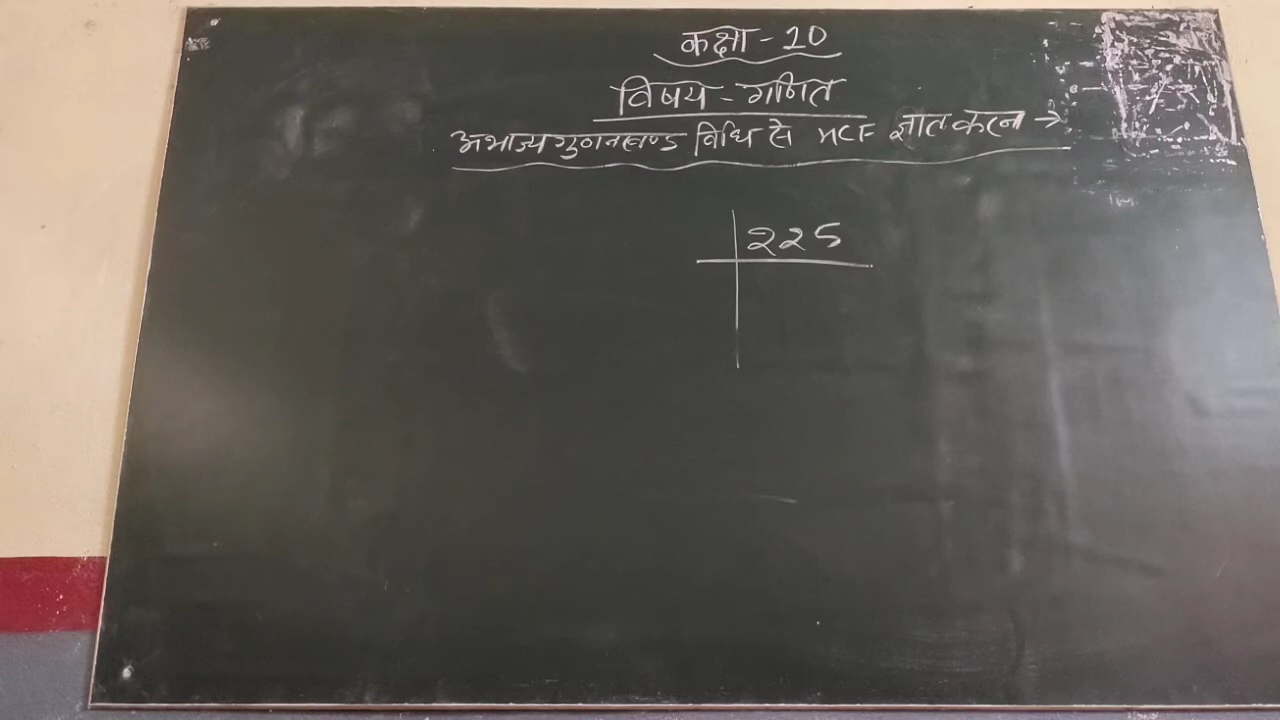 कक्षा - 10
विषय - गणित
अभाज्य गुणनखण्ड विधि से HCF ज्ञात करना →
225